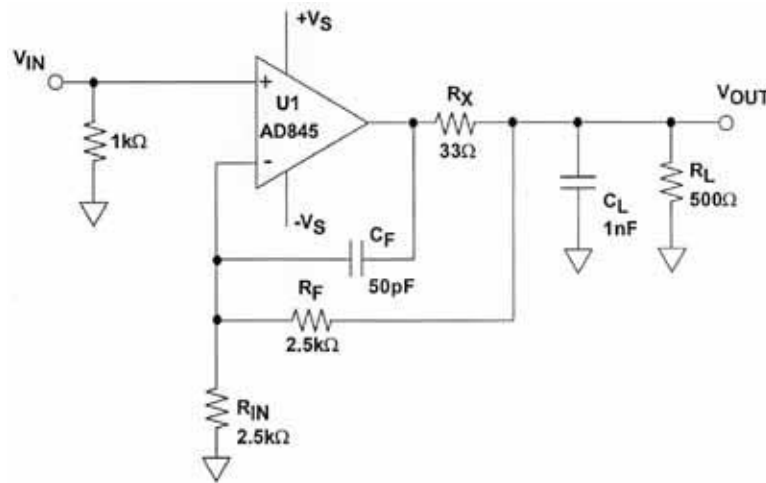 +VS
VIN
+
U1
AD845
-
-VS
1kΩ
RX
33Ω
VOUT
CL
1nF
RL
500Ω
CF
50pF
RF
2.5kΩ
RIN
2.5kΩ